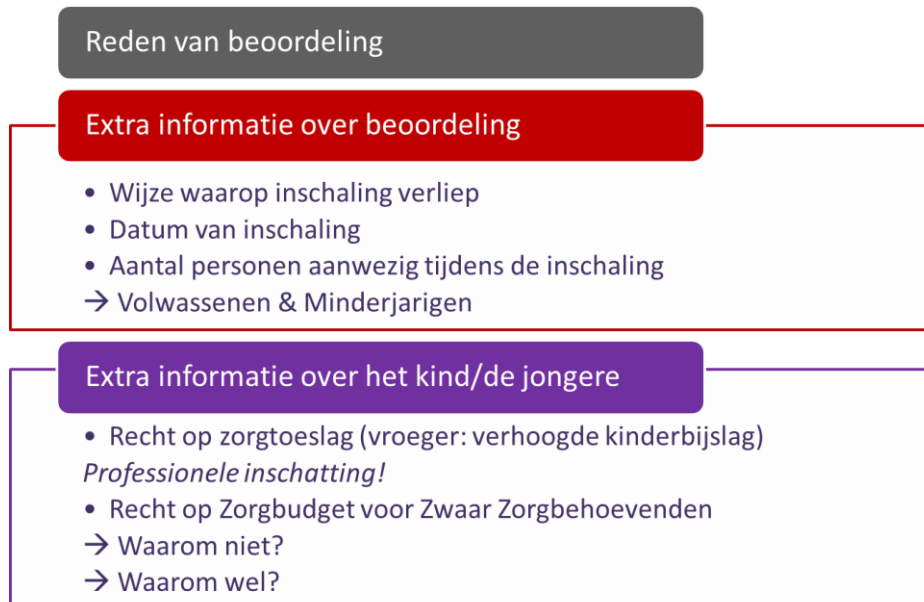 Reden van beoordeling
Extra informatie over beoordeling
• Wijze waarop inschaling verliep
• Datum van inschaling
• Aantal personen aanwezig tijdens de inschaling
→ Volwassenen & Minderjarigen
Extra informatie over het kind/de jongere
• Recht op zorgtoeslag (vroeger: verhoogde kinderbijslag)
Professionele inschatting!
• Recht op Zorgbudget voor Zwaar Zorgbehoevenden
→ Waarom niet?
→ Waarom wel?